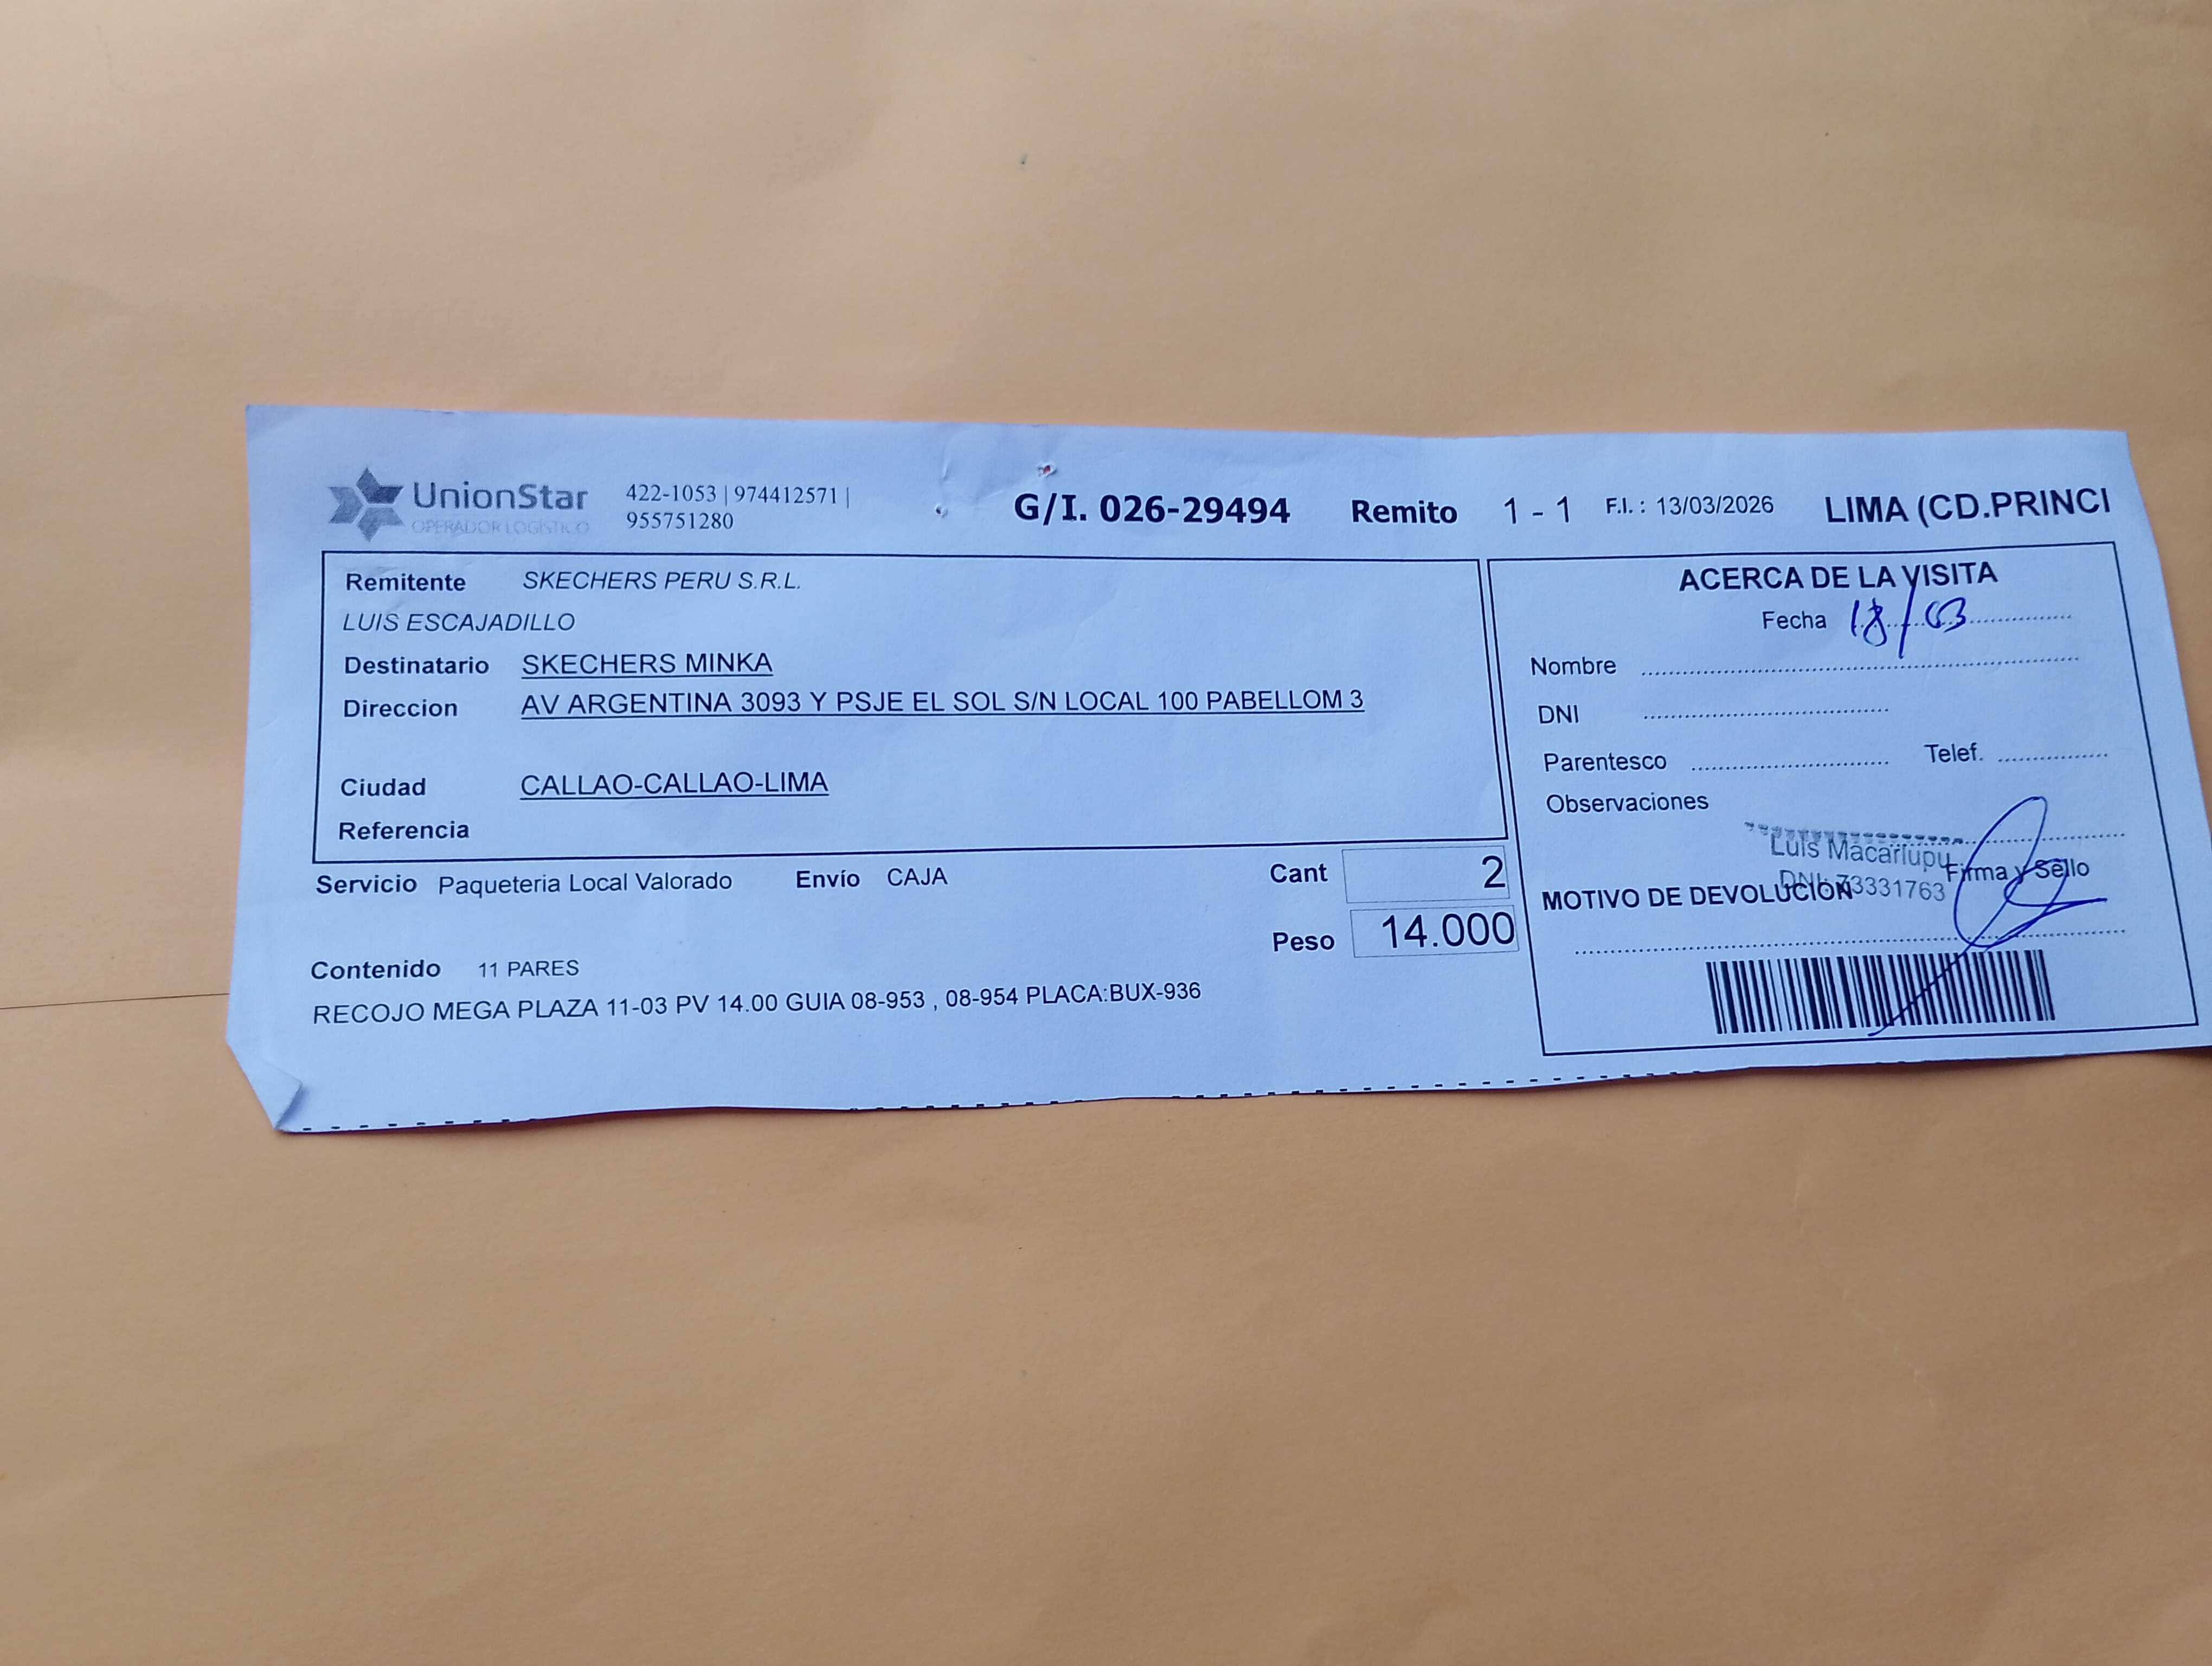 UnionStar
OPERADOR LOGÍSTICO
422-1053 | 974412571 |
955751280
G/I. 026-29494 Remito 1 - 1 F.I. : 13/03/2026 LIMA (CD.PRINCI
Remitente SKECHERS PERU S.R.L.
LUIS ESCAJADILLO
Destinatario SKECHERS MINKA
Direccion AV ARGENTINA 3093 Y PSJE EL SOL S/N LOCAL 100 PABELLOM 3
Ciudad CALLAO-CALLAO-LIMA
Referencia
Servicio Paqueteria Local Valorado Envío CAJA
Cant 2
Peso 14.000
Contenido 11 PARES
RECOJO MEGA PLAZA 11-03 PV 14.00 GUIA 08-953 , 08-954 PLACA:BUX-936
ACERCA DE LA VISITA
Fecha 18/03
Nombre
DNI
Parentesco Telef.
Observaciones
Luis Macarlupu
Firma y Sello
DNI: 73331763
MOTIVO DE DEVOLUCIÓN